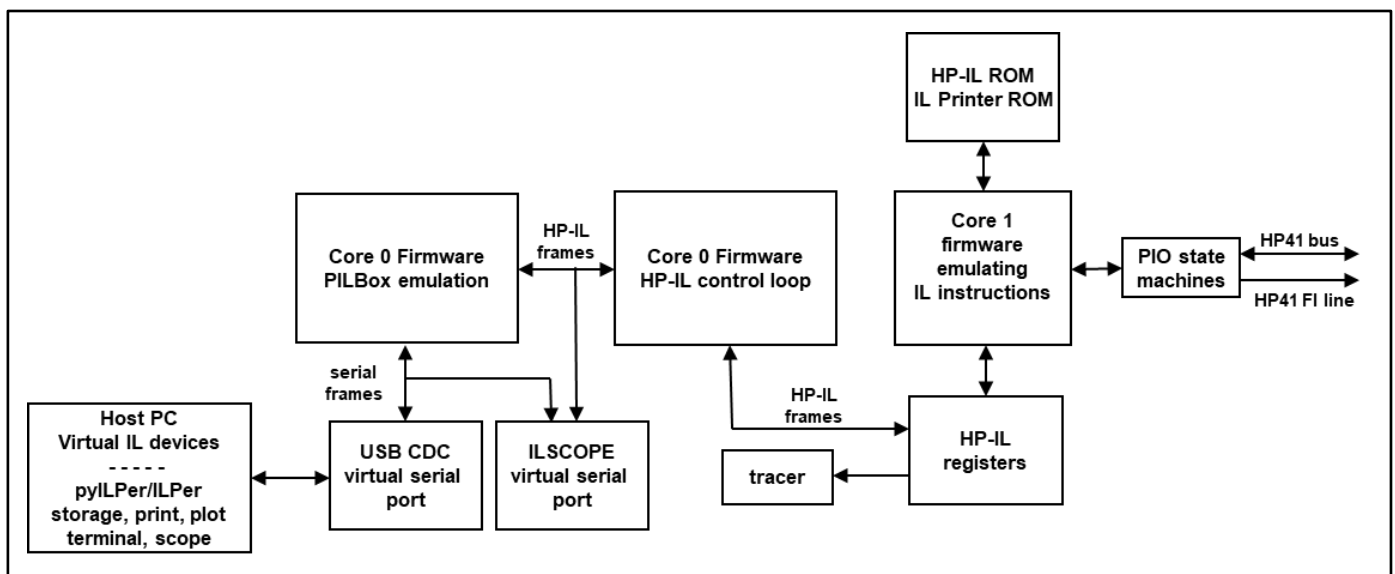 HP-IL ROM
IL Printer ROM
Core 0 Firmware
PILBox emulation
HP-IL
frames
Core 0 Firmware
HP-IL control loop
Core 1
firmware
emulating
IL instructions
PIO state
machines
HP41 bus
HP41 FI line
serial
frames
HP-IL
frames
Host PC
Virtual IL devices
- - - - -
pyILPer/ILPer
storage, print, plot
terminal, scope
USB CDC
virtual serial
port
ILSCOPE
virtual serial
port
tracer
HP-IL
registers